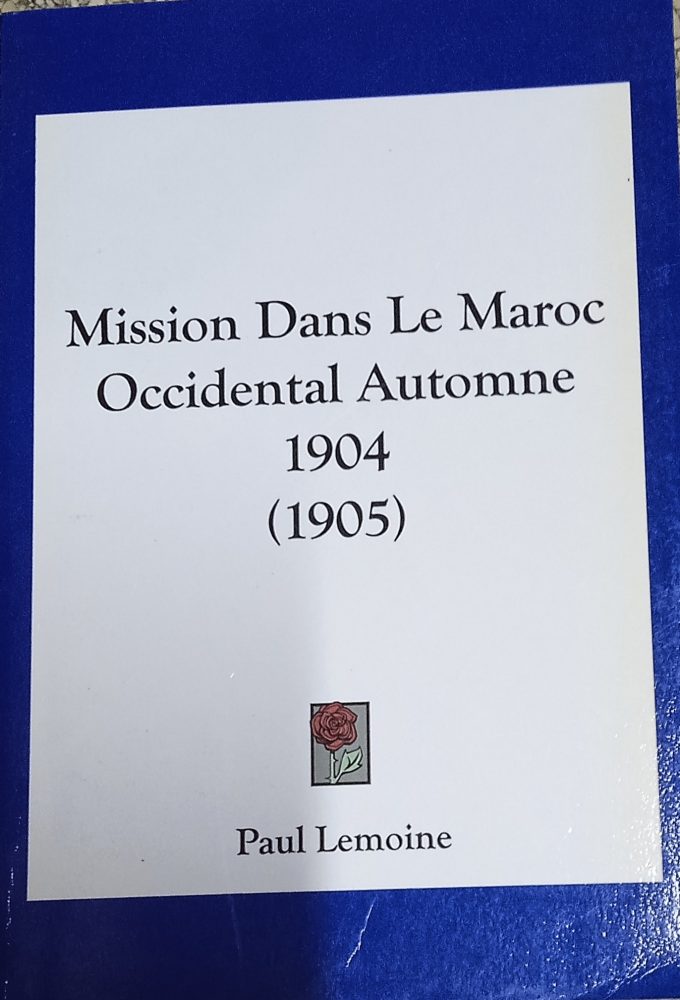 Mission Dans Le Maroc
Occidental Automne
1904
(1905)
Paul Lemoine